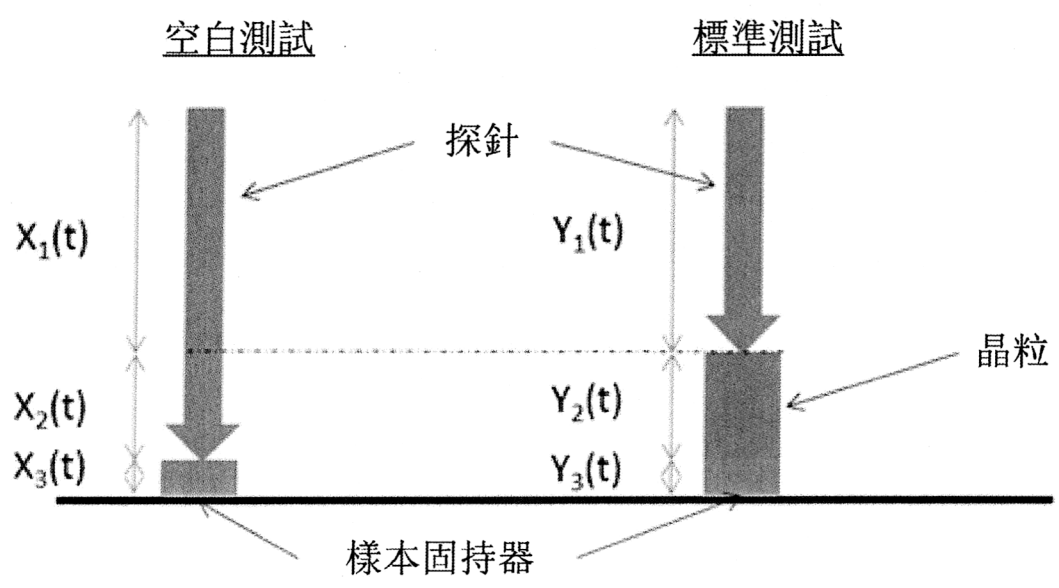 空白測試
標準測試
探針
X₁(t)
Y₁(t)
晶粒
X₂(t)
Y₂(t)
X₃(t)
Y₃(t)
樣本固持器